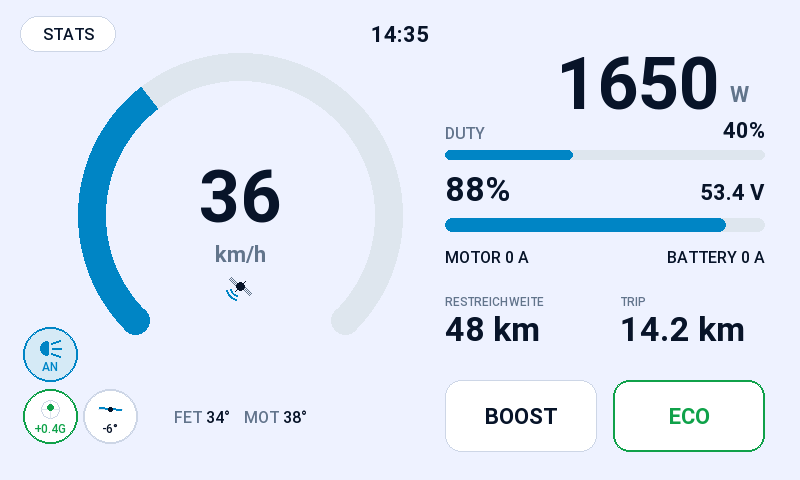 STATS
14:35
1650 W
DUTY 40%
88% 53.4 V
MOTOR 0 A BATTERY 0 A
36
km/h
RESTREICHWEITE TRIP
48 km 14.2 km
AN
+0.4G -6°
FET 34° MOT 38°
BOOST ECO